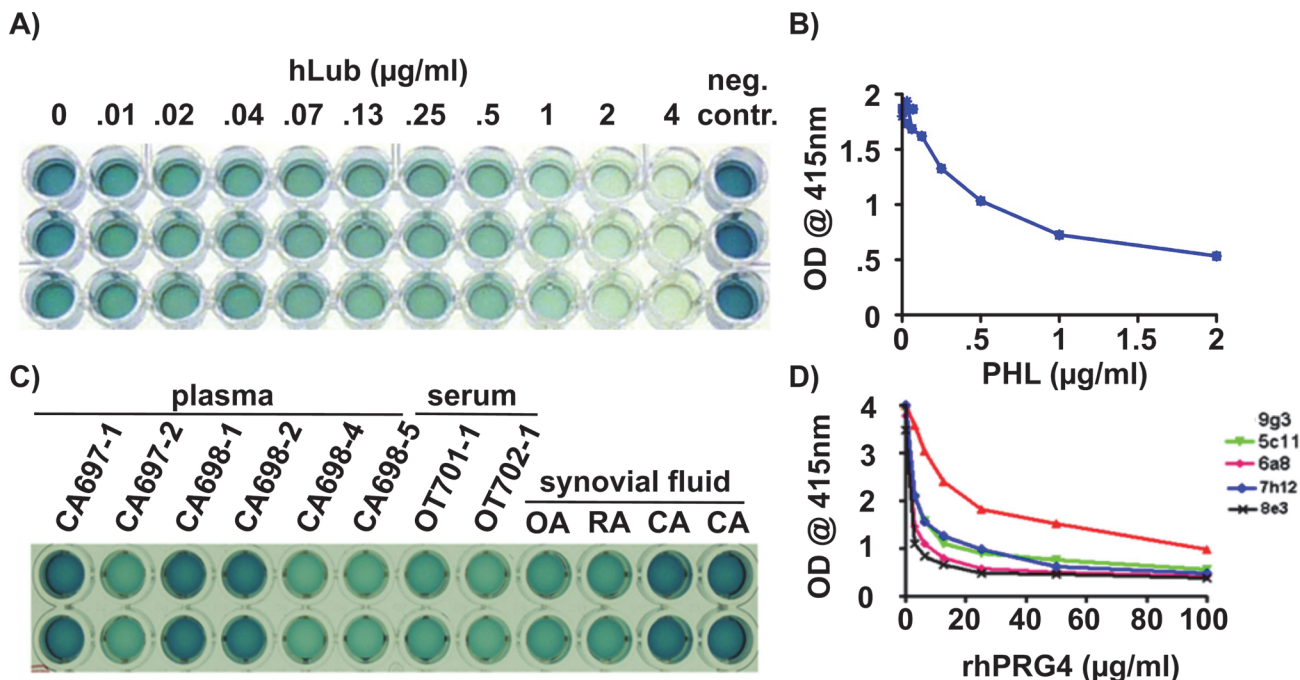 A)
hLub (µg/ml)
0 .01 .02 .04 .07 .13 .25 .5 1 2 4 neg. contr.
B)
OD @ 415nm
2
1.5
1
.5
0
0 .5 1 1.5 2
PHL (µg/ml)
C)
plasma serum
CA697-1 CA697-2 CA698-1 CA698-2 CA698-4 CA698-5 OT701-1 OT702-1
synovial fluid
OA RA CA CA
D)
OD @ 415nm
4
3
2
1
0
0 20 40 60 80 100
rhPRG4 (µg/ml)
9g3
5c11
6a8
7h12
8e3